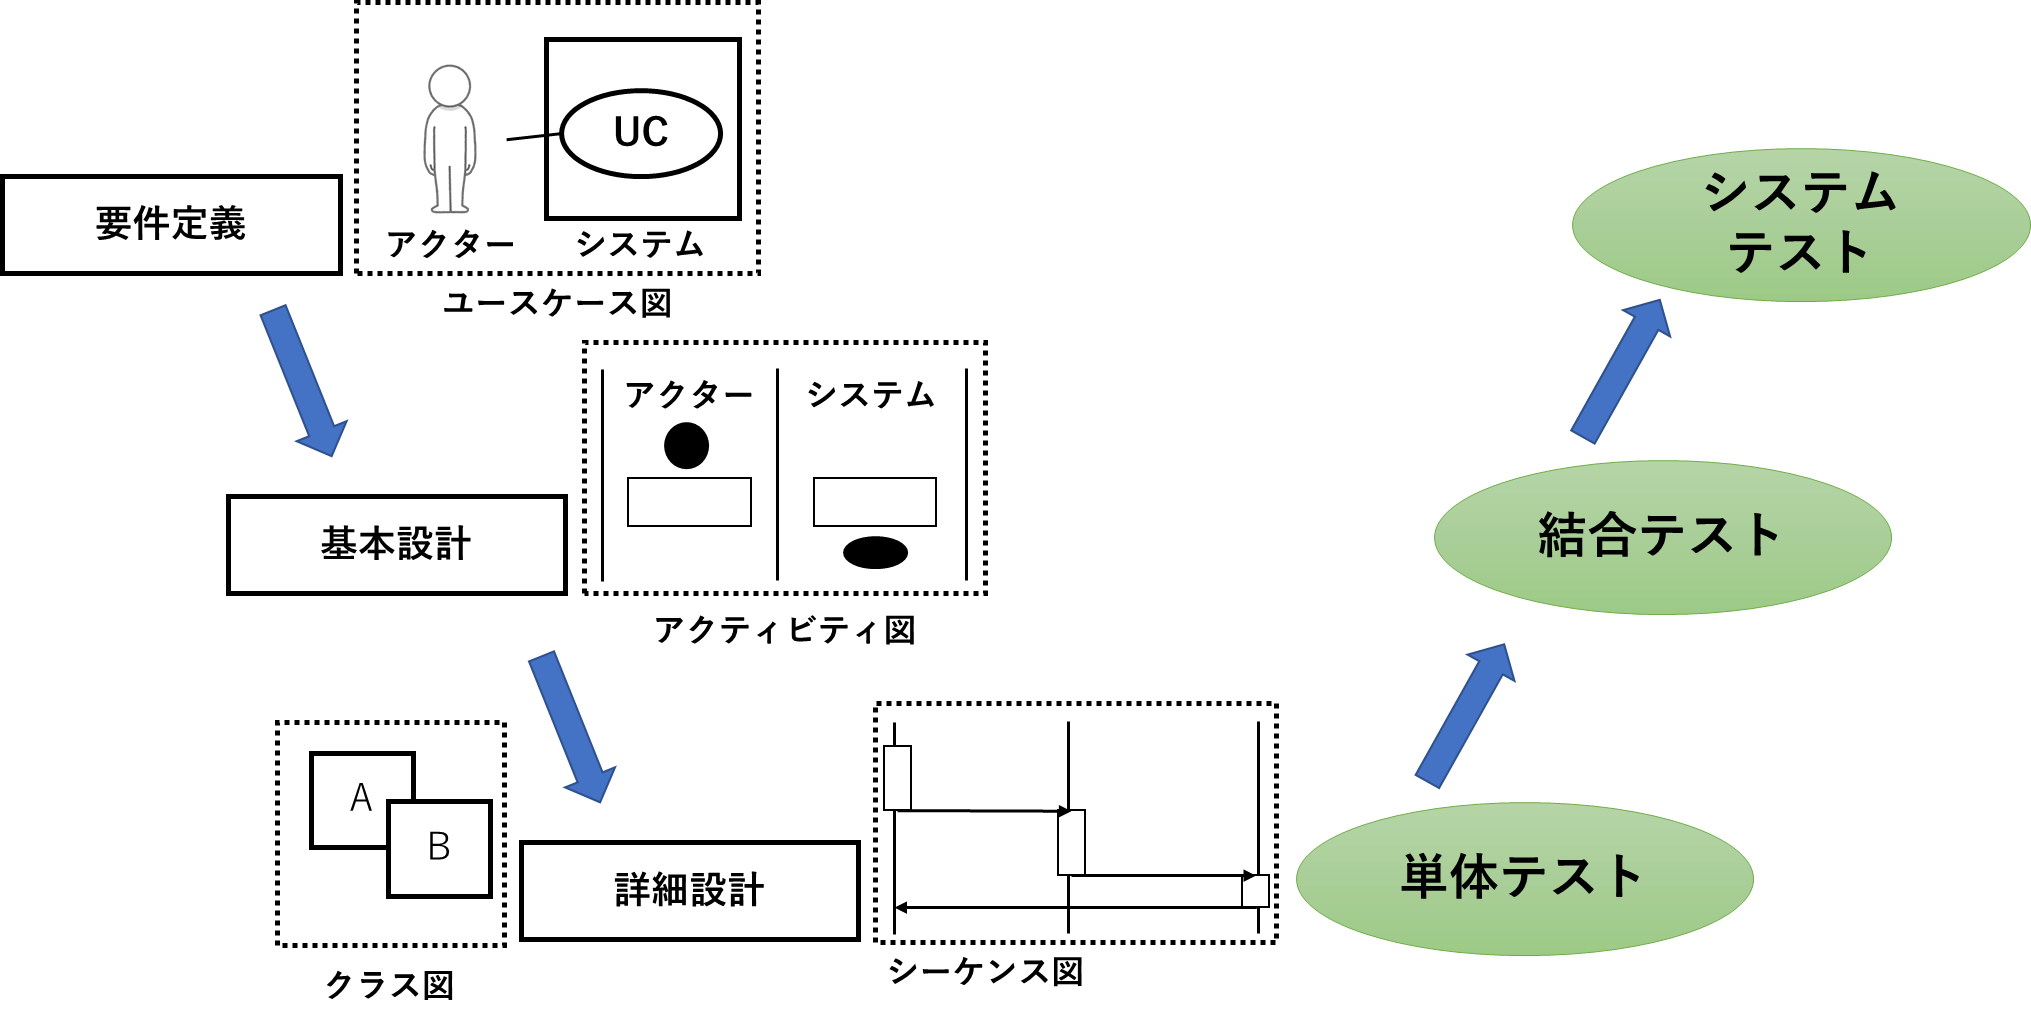 UC
アクター
システム
要件定義
ユースケース図
システム
テスト
アクター
システム
基本設計
アクティビティ図
結合テスト
A
B
クラス図
詳細設計
シーケンス図
単体テスト